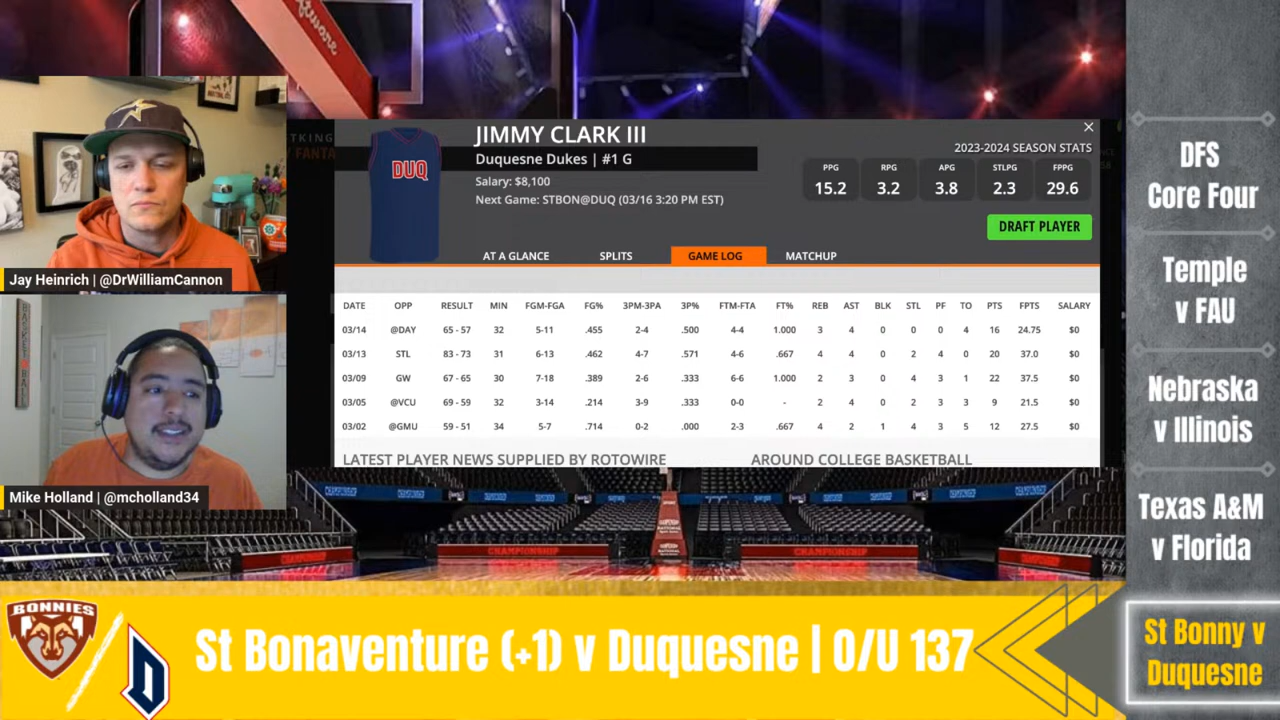 JIMMY CLARK III
Duquesne Dukes | #1 G
Salary: $8,100
Next Game: STBON@DUQ (03/16 3:20 PM EST)
DUQ
2023-2024 SEASON STATS
PPG RPG APG STLPG FPPG
15.2 3.2 3.8 2.3 29.6
DRAFT PLAYER
AT A GLANCE SPLITS GAME LOG MATCHUP
DATE OPP RESULT MIN FGM-FGA FG% 3PM-3PA 3P% FTM-FTA FT% REB AST BLK STL PF TO PTS FPTS SALARY
03/14 @DAY 65 - 57 32 5-11 .455 2-4 .500 4-4 1.000 3 4 0 0 0 4 16 24.75 $0
03/13 STL 83 - 73 31 6-13 .462 4-7 .571 4-6 .667 4 4 0 2 4 0 20 37.0 $0
03/09 GW 67 - 65 30 7-18 .389 2-6 .333 6-6 1.000 2 3 0 4 3 1 22 37.5 $0
03/05 @VCU 69 - 59 32 3-14 .214 3-9 .333 0-0 - 2 4 0 2 3 3 9 21.5 $0
03/02 @GMU 59 - 51 34 5-7 .714 0-2 .000 2-3 .667 4 2 1 4 3 5 12 27.5 $0
LATEST PLAYER NEWS SUPPLIED BY ROTOWIRE
AROUND COLLEGE BASKETBALL
Jay Heinrich | @DrWilliamCannon
Mike Holland | @mcholland34
CHAMPIONSHIP
CHAMPIONSHIP
BONNIES
D
St Bonaventure (+1) v Duquesne | O/U 137
DFS
Core Four
Temple
v FAU
Nebraska
v Illinois
Texas A&M
v Florida
St Bonny v
Duquesne